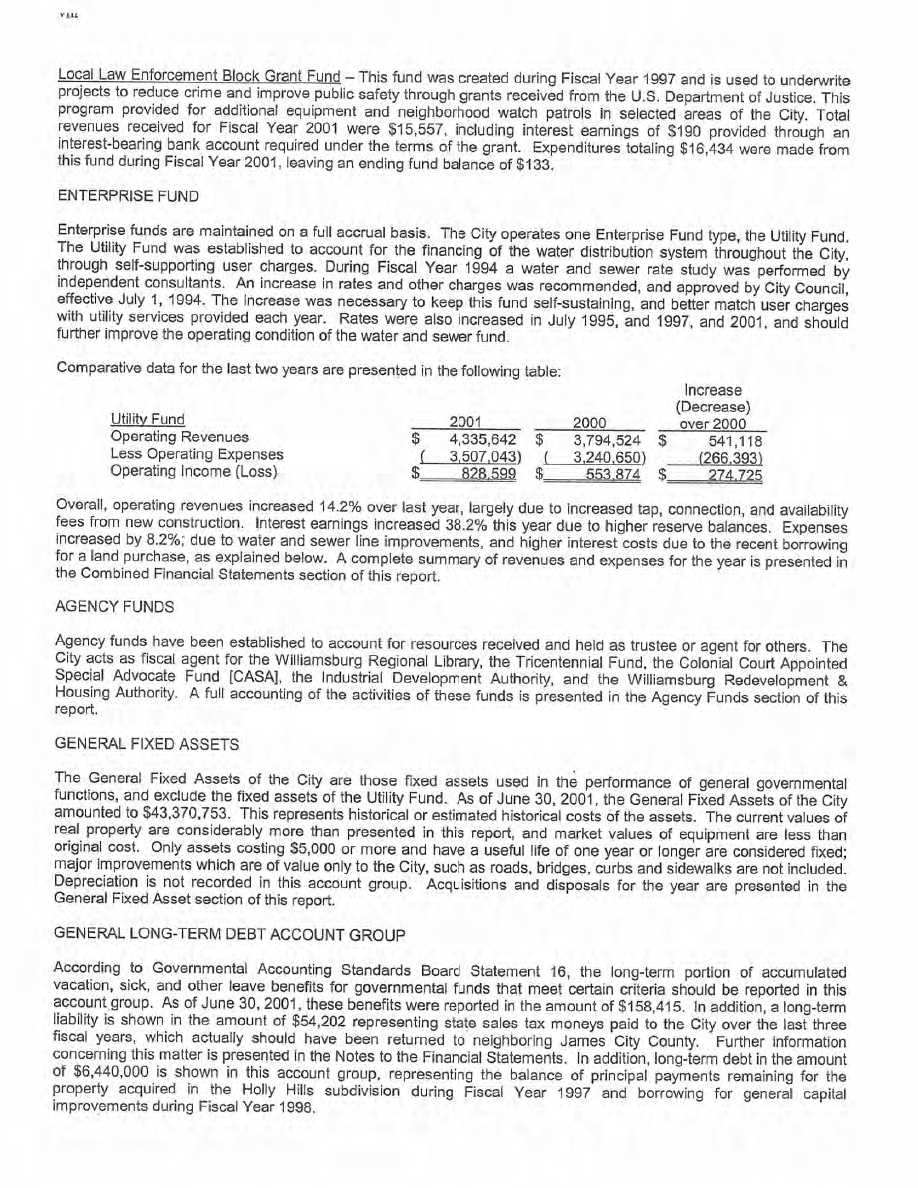 Local Law Enforcement Block Grant Fund – This fund was created during Fiscal Year 1997 and is used to underwrite
projects to reduce crime and improve public safety through grants received from the U.S. Department of Justice. This
program provided for additional equipment and neighborhood watch patrols in selected areas of the City. Total
revenues received for Fiscal Year 2001 were $15,557, including interest earnings of $190 provided through an
interest-bearing bank account required under the terms of the grant. Expenditures totaling $16,434 were made from
this fund during Fiscal Year 2001, leaving an ending fund balance of $133.
ENTERPRISE FUND
Enterprise funds are maintained on a full accrual basis. The City operates one Enterprise Fund type, the Utility Fund.
The Utility Fund was established to account for the financing of the water distribution system throughout the City,
through self-supporting user charges. During Fiscal Year 1994 a water and sewer rate study was performed by
independent consultants. An increase in rates and other charges was recommended, and approved by City Council,
effective July 1, 1994. The increase was necessary to keep this fund self-sustaining, and better match user charges
with utility services provided each year. Rates were also increased in July 1995, and 1997, and 2001, and should
further improve the operating condition of the water and sewer fund.
Comparative data for the last two years are presented in the following table:
Increase
(Decrease)
Utility Fund 2001 2000 over 2000
Operating Revenues $ 4,335,642 $ 3,794,524 $ 541,118
Less Operating Expenses ( 3,507,043) ( 3,240,650) (266,393)
Operating Income (Loss) $ 828,599 $ 553,874 $ 274,725
Overall, operating revenues increased 14.2% over last year, largely due to increased tap, connection, and availability
fees from new construction. Interest earnings increased 38.2% this year due to higher reserve balances. Expenses
increased by 8.2%; due to water and sewer line improvements, and higher interest costs due to the recent borrowing
for a land purchase, as explained below. A complete summary of revenues and expenses for the year is presented in
the Combined Financial Statements section of this report.
AGENCY FUNDS
Agency funds have been established to account for resources received and held as trustee or agent for others. The
City acts as fiscal agent for the Williamsburg Regional Library, the Tricentennial Fund, the Colonial Court Appointed
Special Advocate Fund [CASA], the Industrial Development Authority, and the Williamsburg Redevelopment &
Housing Authority. A full accounting of the activities of these funds is presented in the Agency Funds section of this
report.
GENERAL FIXED ASSETS
The General Fixed Assets of the City are those fixed assets used in the performance of general governmental
functions, and exclude the fixed assets of the Utility Fund. As of June 30, 2001, the General Fixed Assets of the City
amounted to $43,370,753. This represents historical or estimated historical costs of the assets. The current values of
real property are considerably more than presented in this report, and market values of equipment are less than
original cost. Only assets costing $5,000 or more and have a useful life of one year or longer are considered fixed;
major improvements which are of value only to the City, such as roads, bridges, curbs and sidewalks are not included.
Depreciation is not recorded in this account group. Acquisitions and disposals for the year are presented in the
General Fixed Asset section of this report.
GENERAL LONG-TERM DEBT ACCOUNT GROUP
According to Governmental Accounting Standards Board Statement 16, the long-term portion of accumulated
vacation, sick, and other leave benefits for governmental funds that meet certain criteria should be reported in this
account group. As of June 30, 2001, these benefits were reported in the amount of $158,415. In addition, a long-term
liability is shown in the amount of $54,202 representing state sales tax moneys paid to the City over the last three
fiscal years, which actually should have been returned to neighboring James City County. Further information
concerning this matter is presented in the Notes to the Financial Statements. In addition, long-term debt in the amount
of $6,440,000 is shown in this account group, representing the balance of principal payments remaining for the
property acquired in the Holly Hills subdivision during Fiscal Year 1997 and borrowing for general capital
improvements during Fiscal Year 1998.